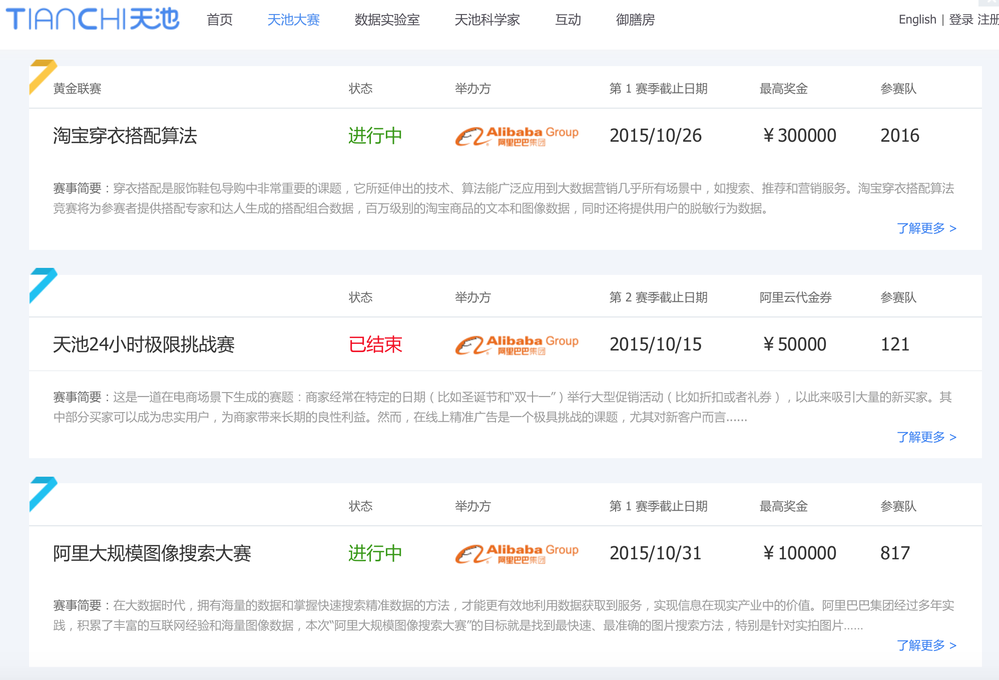 TIANCHI天池 首页 天池大赛 数据实验室 天池科学家 互动 御膳房 English | 登录 注册
黄金联赛 状态 举办方 第 1 赛季截止日期 最高奖金 参赛队
淘宝穿衣搭配算法 进行中 Alibaba Group 阿里巴巴集团 2015/10/26 ￥300000 2016
赛事简要：穿衣搭配是服饰鞋包导购中非常重要的课题，它所延伸出的技术、算法能广泛应用到大数据营销几乎所有场景中，如搜索、推荐和营销服务。淘宝穿衣搭配算法
竞赛将为参赛者提供搭配专家和达人生成的搭配组合数据，百万级别的淘宝商品的文本和图像数据，同时还将提供用户的脱敏行为数据。
了解更多 >
状态 举办方 第 2 赛季截止日期 阿里云代金券 参赛队
天池24小时极限挑战赛 已结束 Alibaba Group 阿里巴巴集团 2015/10/15 ￥50000 121
赛事简要：这是一道在电商场景下生成的赛题：商家经常在特定的日期（比如圣诞节和“双十一”）举行大型促销活动（比如折扣或者礼券），以此来吸引大量的新买家。其
中部分买家可以成为忠实用户，为商家带来长期的良性利益。然而，在线上精准广告是一个极具挑战的课题，尤其对新客户而言......
了解更多 >
状态 举办方 第 1 赛季截止日期 最高奖金 参赛队
阿里大规模图像搜索大赛 进行中 Alibaba Group 阿里巴巴集团 2015/10/31 ￥100000 817
赛事简要：在大数据时代，拥有海量的数据和掌握快速搜索精准数据的方法，才能更有效地利用数据获取到服务，实现信息在现实产业中的价值。阿里巴巴集团经过多年实
践，积累了丰富的互联网经验和海量图像数据，本次“阿里大规模图像搜索大赛”的目标就是找到最快速、最准确的图片搜索方法，特别是针对实拍图片......
了解更多 >